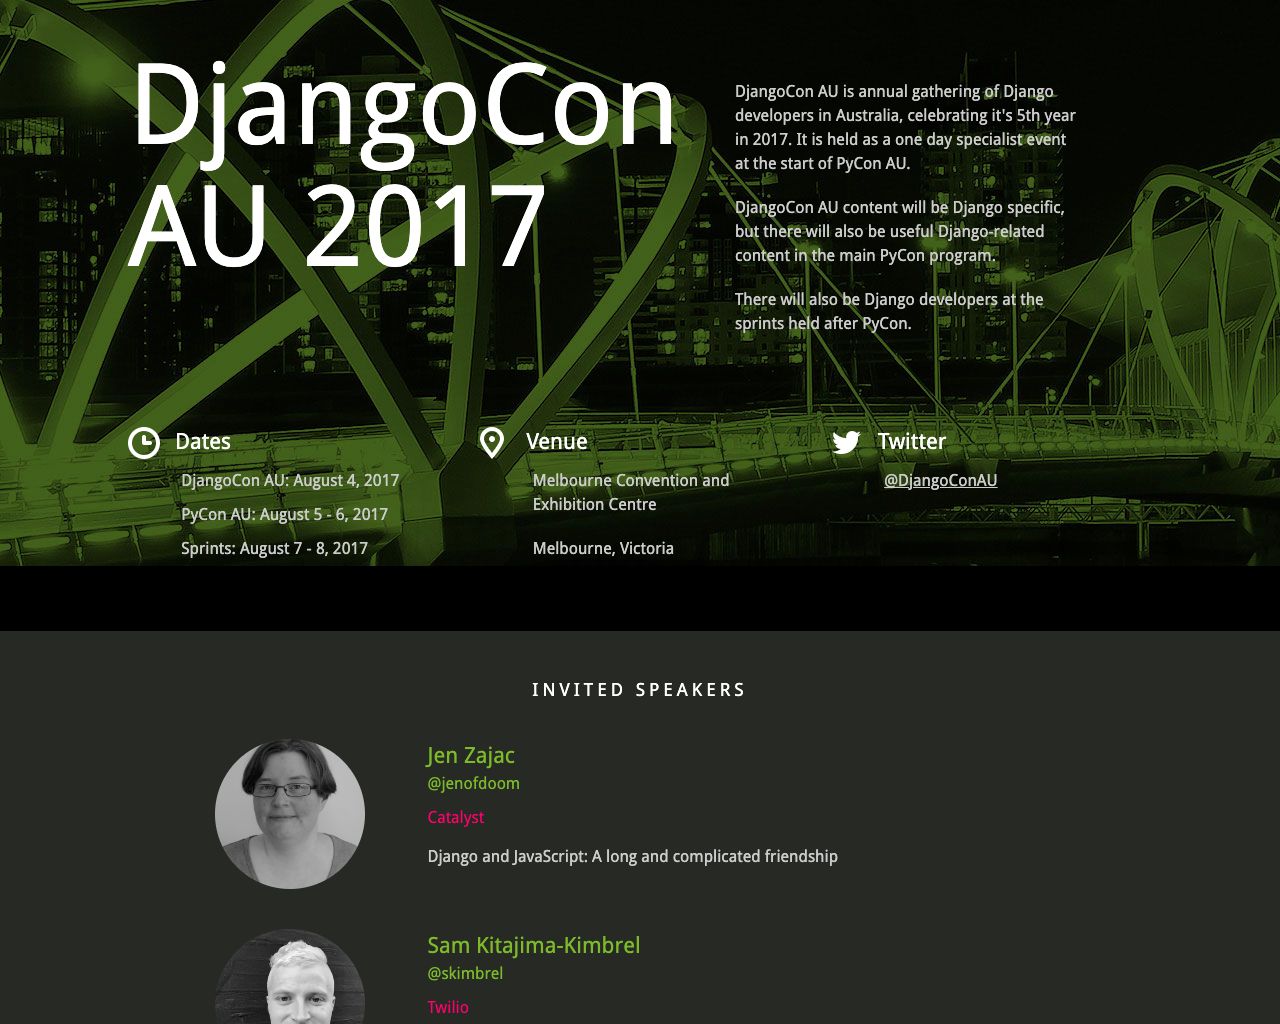 DjangoCon
AU 2017
DjangoCon AU is annual gathering of Django
developers in Australia, celebrating it's 5th year
in 2017. It is held as a one day specialist event
at the start of PyCon AU.
DjangoCon AU content will be Django specific,
but there will also be useful Django-related
content in the main PyCon program.
There will also be Django developers at the
sprints held after PyCon.
Dates
DjangoCon AU: August 4, 2017
PyCon AU: August 5 - 6, 2017
Sprints: August 7 - 8, 2017
Venue
Melbourne Convention and
Exhibition Centre
Melbourne, Victoria
Twitter
@DjangoConAU
INVITED SPEAKERS
Jen Zajac
@jenofdoom
Catalyst
Django and JavaScript: A long and complicated friendship
Sam Kitajima-Kimbrel
@skimbrel
Twilio